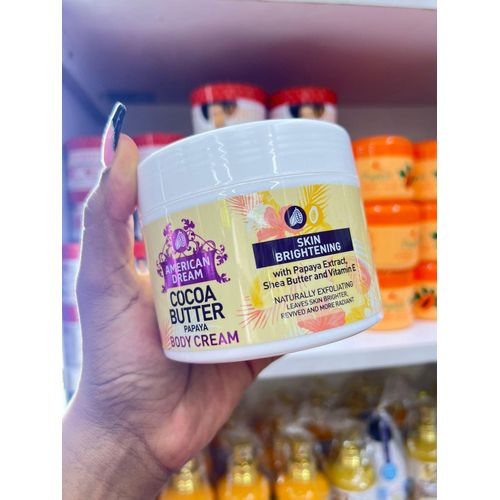 AMERICAN
DREAM
COCOA
BUTTER
PAPAYA
BODY CREAM
SKIN
BRIGHTENING
with Papaya Extract,
Shea Butter and Vitamin E
NATURALLY EXFOLIATING
LEAVES SKIN BRIGHTER,
REVIVED AND MORE RADIANT